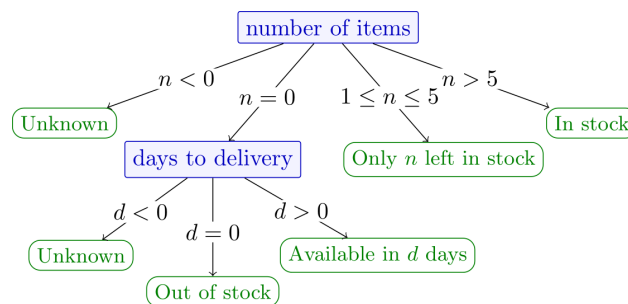 number of items
n < 0
n = 0
1 ≤ n ≤ 5
n > 5
Unknown
days to delivery
Only n left in stock
In stock
d < 0
d = 0
d > 0
Unknown
Out of stock
Available in d days